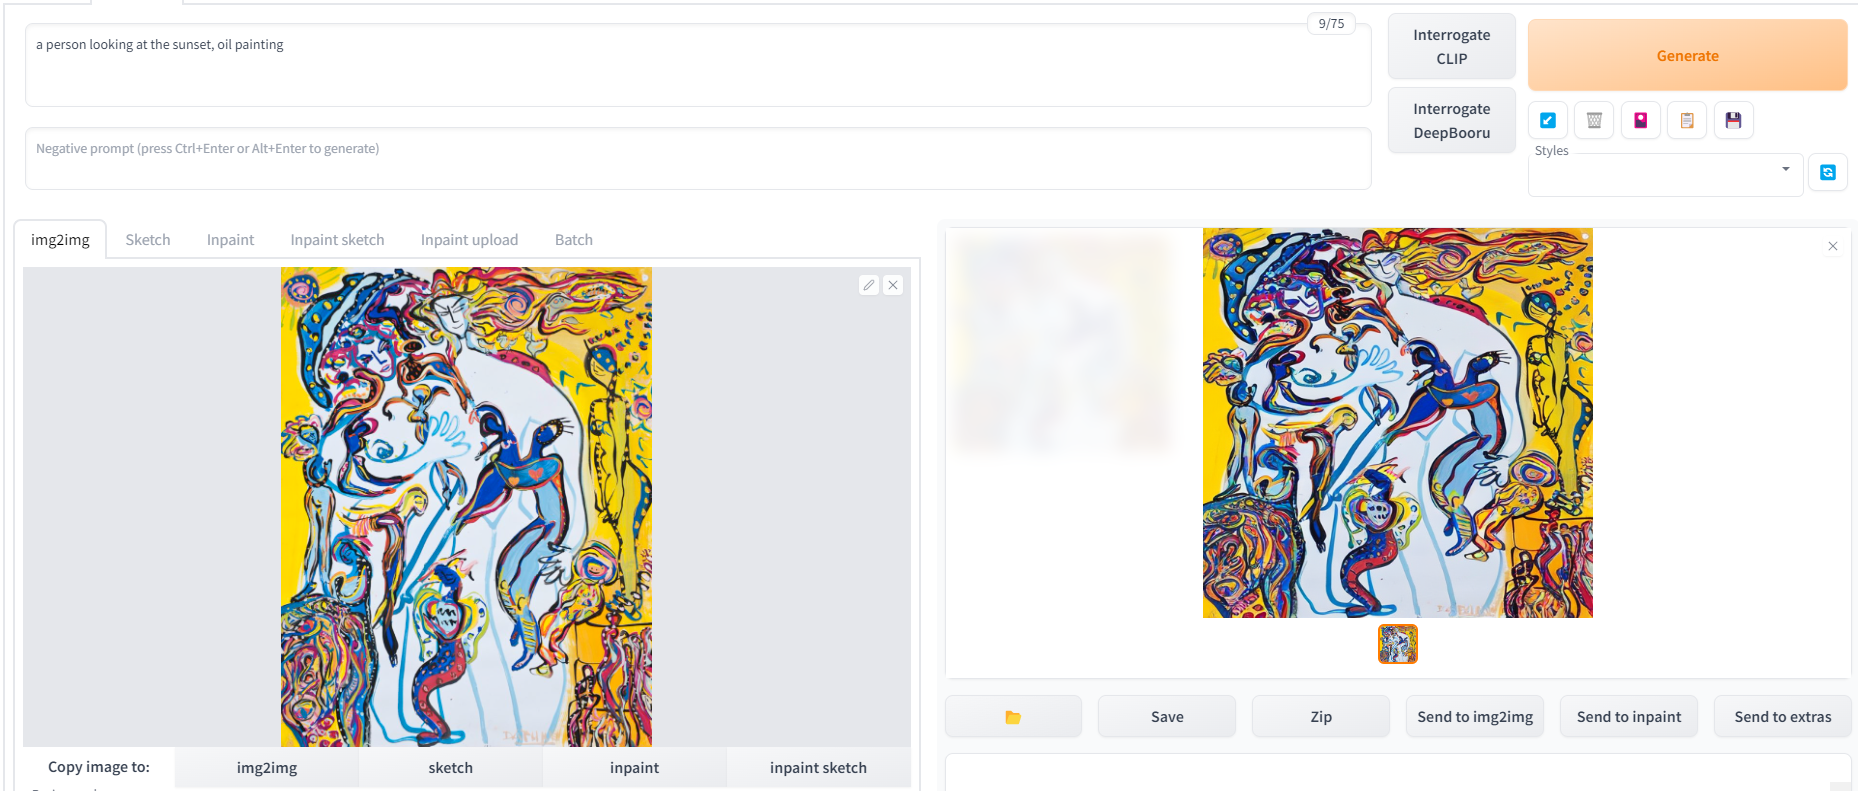 9/75
a person looking at the sunset, oil painting
Negative prompt (press Ctrl+Enter or Alt+Enter to generate)
Interrogate
CLIP
Interrogate
DeepBooru
Generate
Styles
img2img Sketch Inpaint Inpaint sketch Inpaint upload Batch
Copy image to: img2img sketch inpaint inpaint sketch
Save Zip Send to img2img Send to inpaint Send to extras